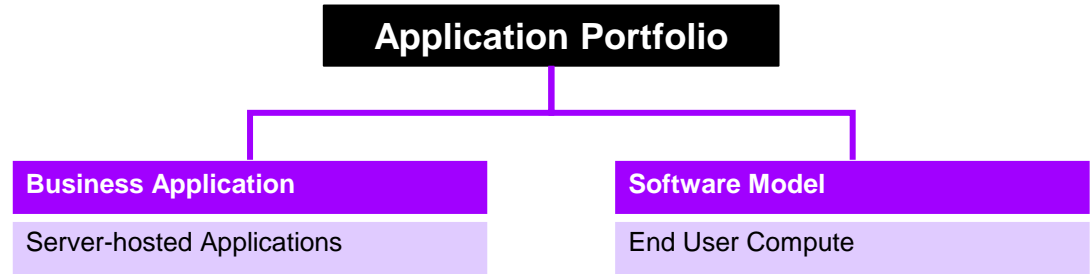 Application Portfolio
Business Application
Software Model
Server-hosted Applications
End User Compute